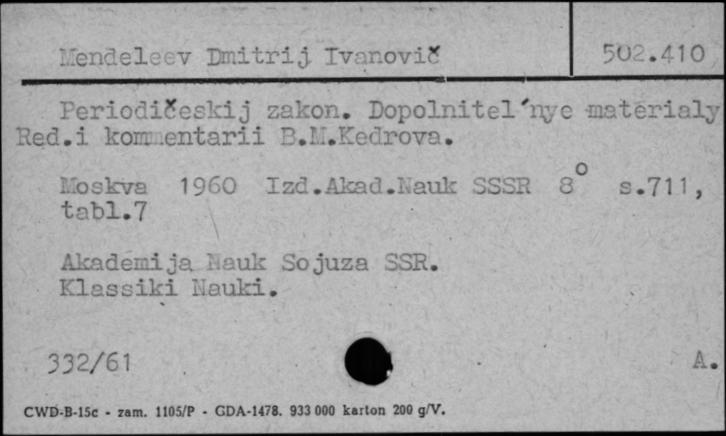 Mendeleev Dmitrij Ivanovič 502.410
Periodičeskij zakon. Dopolnitel'nye materialy
Red.i kommentarii B.M.Kedrova.
Moskva 1960 Izd.Akad.Nauk SSSR 8° s.711,
tabl.7
Akademija Nauk Sojuza SSR.
Klassiki Nauki.
332/61 A.
CWD-B-15c - zam. 1105/P - GDA-1478. 933 000 karton 200 g/V.